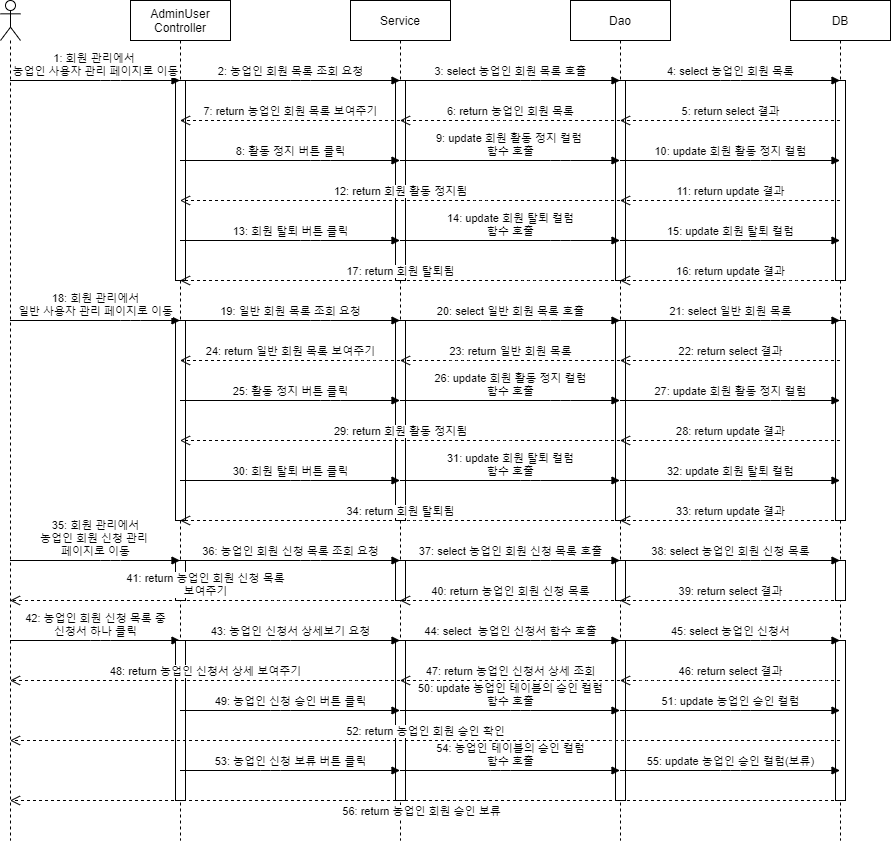 AdminUser
Controller
Service
Dao
DB
1: 회원 관리에서
농업인 사용자 관리 페이지로 이동
2: 농업인 회원 목록 조회 요청
3: select 농업인 회원 목록 호출
4: select 농업인 회원 목록
7: return 농업인 회원 목록 보여주기
6: return 농업인 회원 목록
5: return select 결과
8: 활동 정지 버튼 클릭
9: update 회원 활동 정지 컬럼
함수 호출
10: update 회원 활동 정지 컬럼
12: return 회원 활동 정지됨
11: return update 결과
13: 회원 탈퇴 버튼 클릭
14: update 회원 탈퇴 컬럼
함수 호출
15: update 회원 탈퇴 컬럼
17: return 회원 탈퇴됨
16: return update 결과
18: 회원 관리에서
일반 사용자 관리 페이지로 이동
19: 일반 회원 목록 조회 요청
20: select 일반 회원 목록 호출
21: select 일반 회원 목록
24: return 일반 회원 목록 보여주기
23: return 일반 회원 목록
22: return select 결과
25: 활동 정지 버튼 클릭
26: update 회원 활동 정지 컬럼
함수 호출
27: update 회원 활동 정지 컬럼
29: return 회원 활동 정지됨
28: return update 결과
30: 회원 탈퇴 버튼 클릭
31: update 회원 탈퇴 컬럼
함수 호출
32: update 회원 탈퇴 컬럼
34: return 회원 탈퇴됨
33: return update 결과
35: 회원 관리에서
농업인 회원 신청 관리
페이지로 이동
36: 농업인 회원 신청 목록 조회 요청
37: select 농업인 회원 신청 목록 호출
38: select 농업인 회원 신청 목록
41: return 농업인 회원 신청 목록
보여주기
40: return 농업인 회원 신청 목록
39: return select 결과
42: 농업인 회원 신청 목록 중
신청서 하나 클릭
43: 농업인 신청서 상세보기 요청
44: select  농업인 신청서 함수 호출
45: select 농업인 신청서
48: return 농업인 신청서 상세 보여주기
47: return 농업인 신청서 상세 조회
46: return select 결과
49: 농업인 신청 승인 버튼 클릭
50: update 농업인 테이블의 승인 컬럼
함수 호출
51: update 농업인 승인 컬럼
52: return 농업인 회원 승인 확인
53: 농업인 신청 보류 버튼 클릭
54: 농업인 테이블의 승인 컬럼
함수 호출
55: update 농업인 승인 컬럼(보류)
56: return 농업인 회원 승인 보류